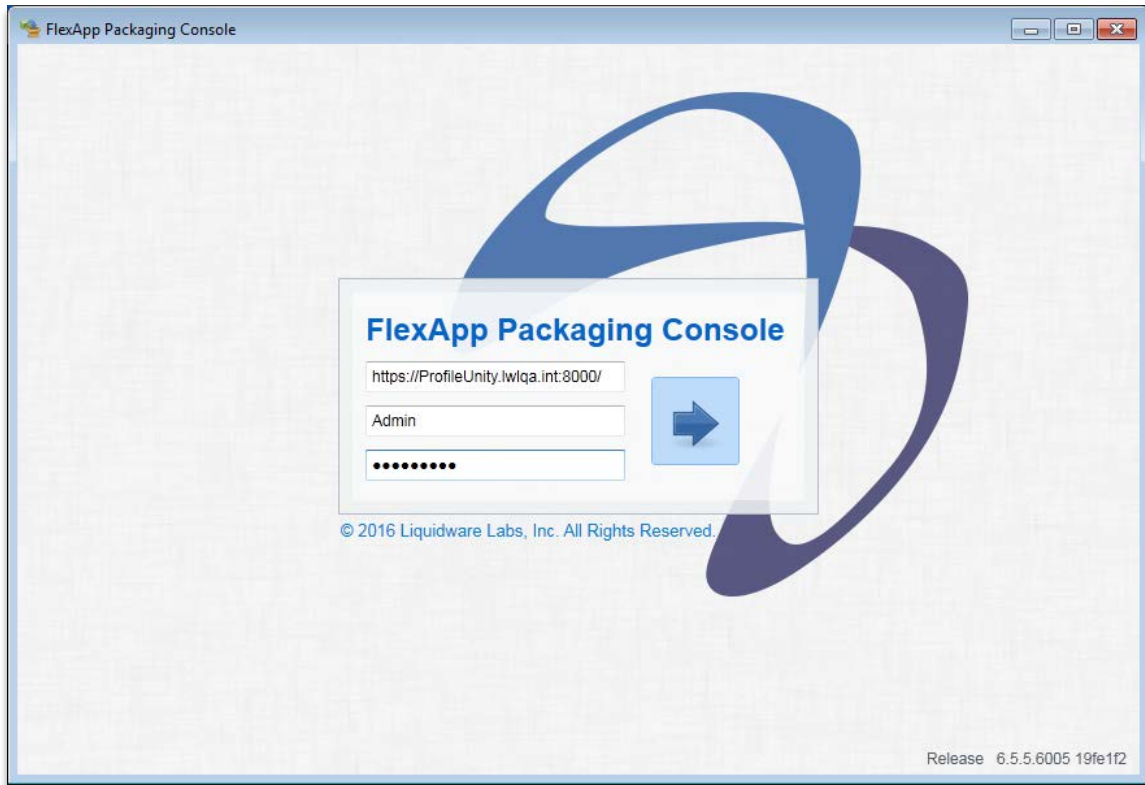 FlexApp Packaging Console
FlexApp Packaging Console
https://ProfileUnity.lwlqa.int:8000/
Admin
●●●●●●●●●
© 2016 Liquidware Labs, Inc. All Rights Reserved.
Release 6.5.5.6005 19fe1f2